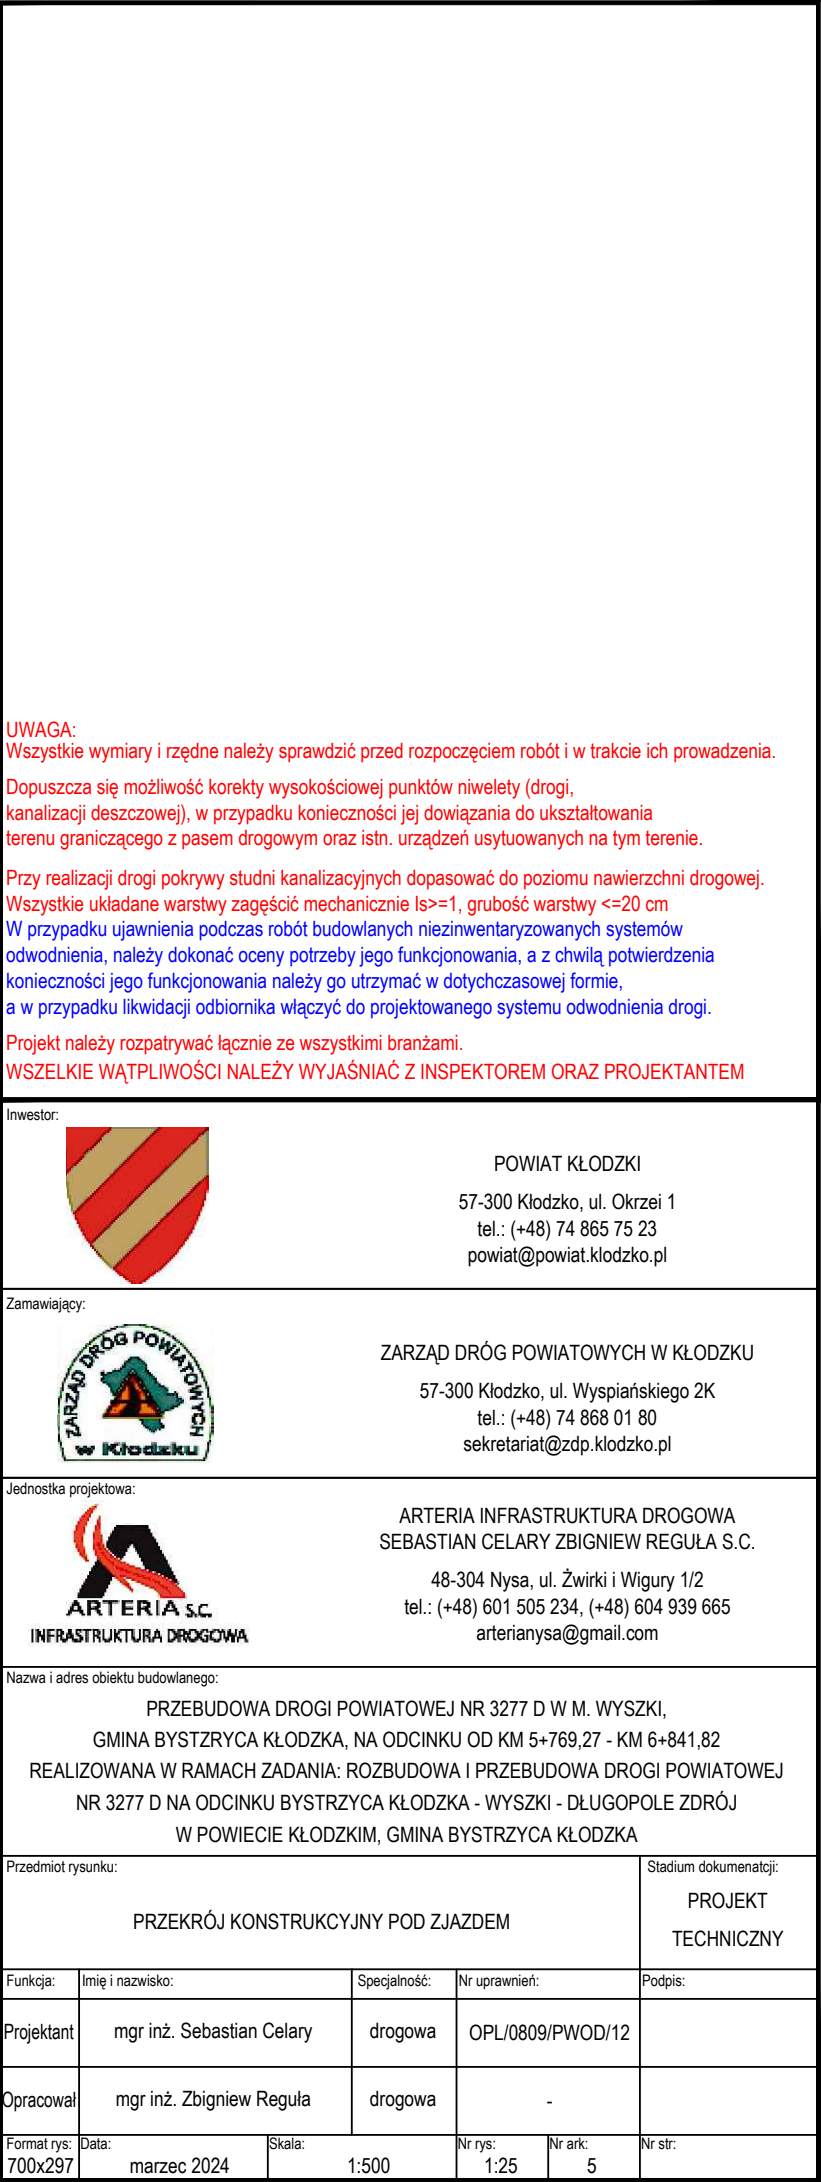 UWAGA:
Wszystkie wymiary i rzędne należy sprawdzić przed rozpoczęciem robót i w trakcie ich prowadzenia.
Dopuszcza się możliwość korekty wysokościowej punktów niwelety (drogi,
kanalizacji deszczowej), w przypadku konieczności jej dowiązania do ukształtowania
terenu graniczącego z pasem drogowym oraz istn. urządzeń usytuowanych na tym terenie.
Przy realizacji drogi pokrywy studni kanalizacyjnych dopasować do poziomu nawierzchni drogowej.
Wszystkie układane warstwy zagęścić mechanicznie Is>=1, grubość warstwy <=20 cm
W przypadku ujawnienia podczas robót budowlanych niezinwentaryzowanych systemów
odwodnienia, należy dokonać oceny potrzeby jego funkcjonowania, a z chwilą potwierdzenia
konieczności jego funkcjonowania należy go utrzymać w dotychczasowej formie,
a w przypadku likwidacji odbiornika włączyć do projektowanego systemu odwodnienia drogi.
Projekt należy rozpatrywać łącznie ze wszystkimi branżami.
WSZELKIE WĄTPLIWOŚCI NALEŻY WYJAŚNIAĆ Z INSPEKTOREM ORAZ PROJEKTANTEM
Inwestor:
POWIAT KŁODZKI
57-300 Kłodzko, ul. Okrzei 1
tel.: (+48) 74 865 75 23
powiat@powiat.klodzko.pl
Zamawiający:
ZARZĄD DRÓG POWIATOWYCH
w Kłodzku
ZARZĄD DRÓG POWIATOWYCH W KŁODZKU
57-300 Kłodzko, ul. Wyspiańskiego 2K
tel.: (+48) 74 868 01 80
sekretariat@zdp.klodzko.pl
Jednostka projektowa:
ARTERIA S.C.
INFRASTRUKTURA DROGOWA
ARTERIA INFRASTRUKTURA DROGOWA
SEBASTIAN CELARY ZBIGNIEW REGUŁA S.C.
48-304 Nysa, ul. Żwirki i Wigury 1/2
tel.: (+48) 601 505 234, (+48) 604 939 665
arterianysa@gmail.com
Nazwa i adres obiektu budowlanego:
PRZEBUDOWA DROGI POWIATOWEJ NR 3277 D W M. WYSZKI,
GMINA BYSTZRYCA KŁODZKA, NA ODCINKU OD KM 5+769,27 - KM 6+841,82
REALIZOWANA W RAMACH ZADANIA: ROZBUDOWA I PRZEBUDOWA DROGI POWIATOWEJ
NR 3277 D NA ODCINKU BYSTRZYCA KŁODZKA - WYSZKI - DŁUGOPOLE ZDRÓJ
W POWIECIE KŁODZKIM, GMINA BYSTRZYCA KŁODZKA
Przedmiot rysunku: Stadium dokumenatcji:
PRZEKRÓJ KONSTRUKCYJNY POD ZJAZDEM
PROJEKT
TECHNICZNY
Funkcja: Imię i nazwisko: Specjalność: Nr uprawnień: Podpis:
Projektant mgr inż. Sebastian Celary drogowa OPL/0809/PWOD/12
Opracował mgr inż. Zbigniew Reguła drogowa -
Format rys: Data: Skala: Nr rys: Nr ark: Nr str:
700x297 marzec 2024 1:500 1:25 5